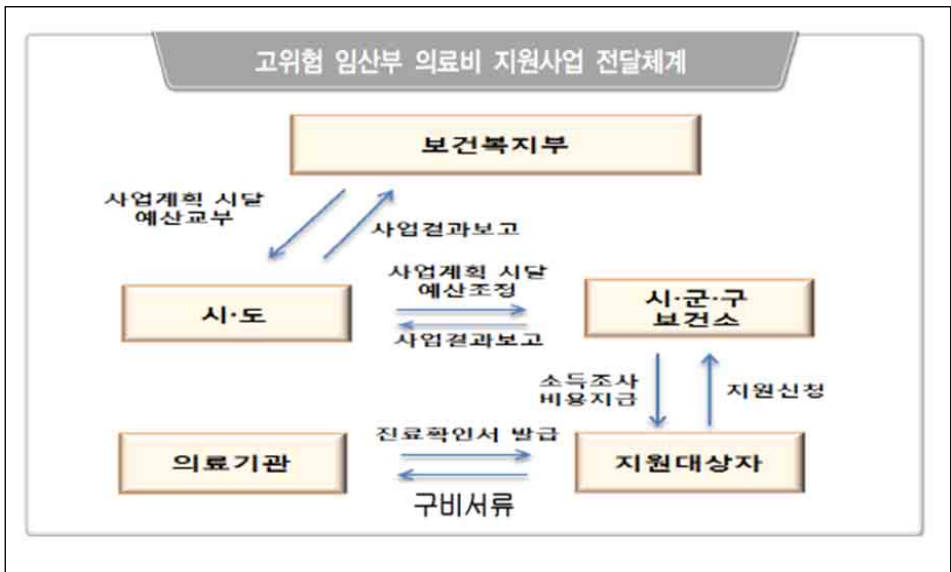 고위험 임산부 의료비 지원사업 전달체계
보건복지부
사업계획 시달
예산교부
사업결과보고
시·도
사업계획 시달
예산조정
사업결과보고
시·군·구
보건소
소득조사
비용지급
지원신청
의료기관
진료확인서 발급
구비서류
지원대상자